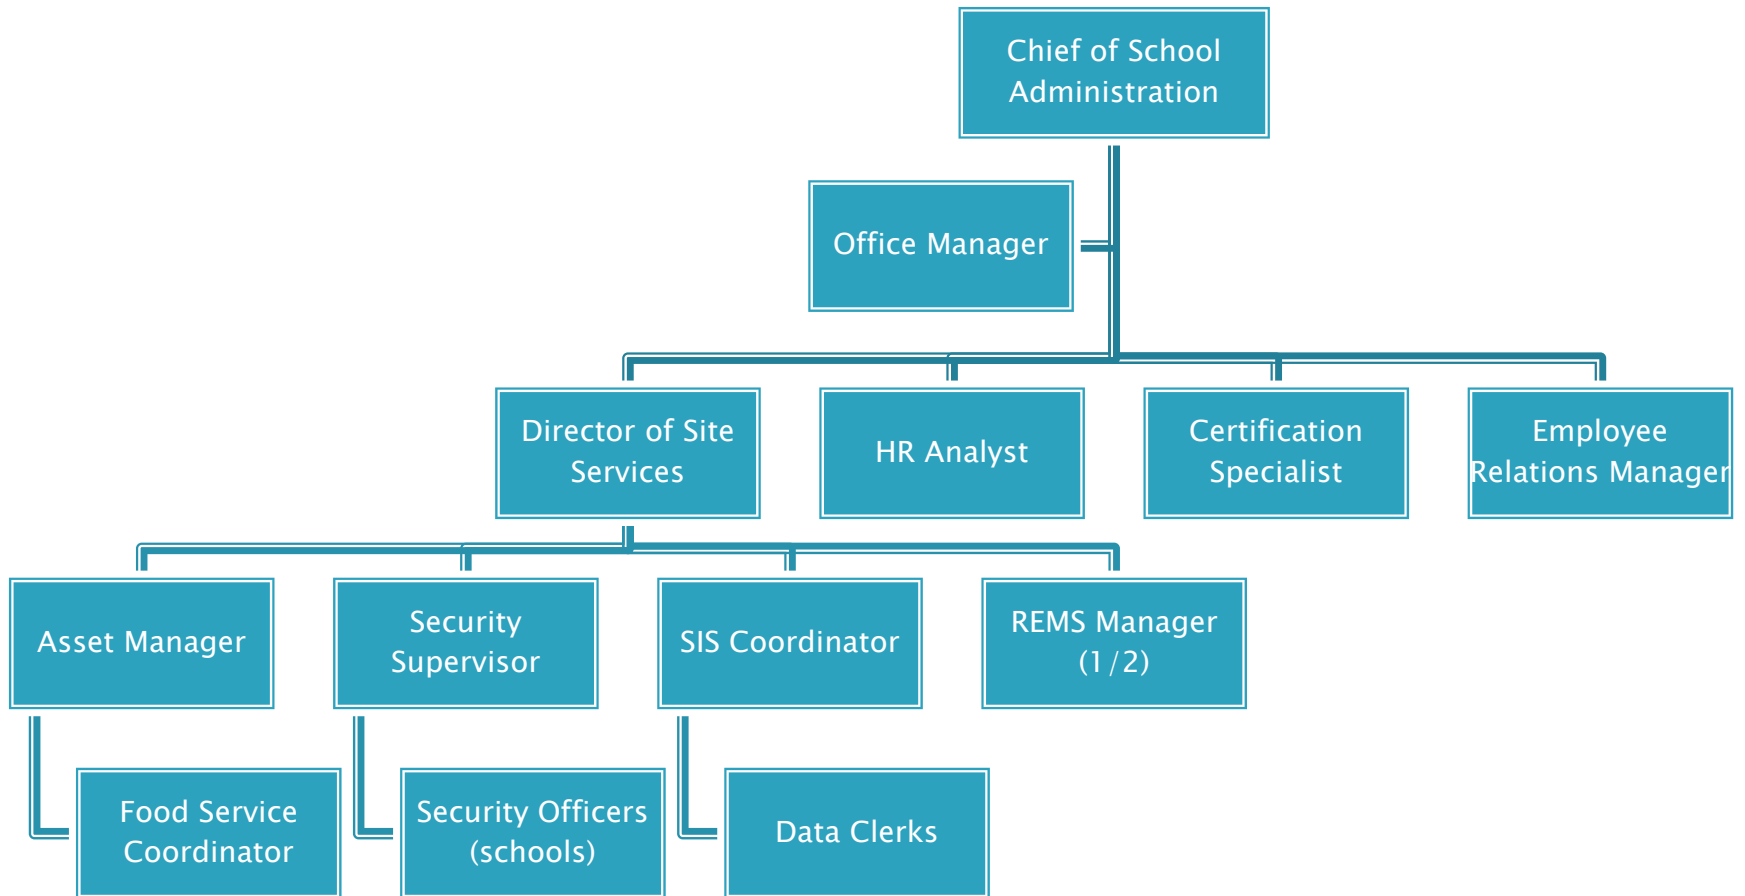 Chief of School
Administration
Office Manager
Director of Site
Services
HR Analyst
Certification
Specialist
Employee
Relations Manager
Asset Manager
Security
Supervisor
SIS Coordinator
REMS Manager
(1/2)
Food Service
Coordinator
Security Officers
(schools)
Data Clerks